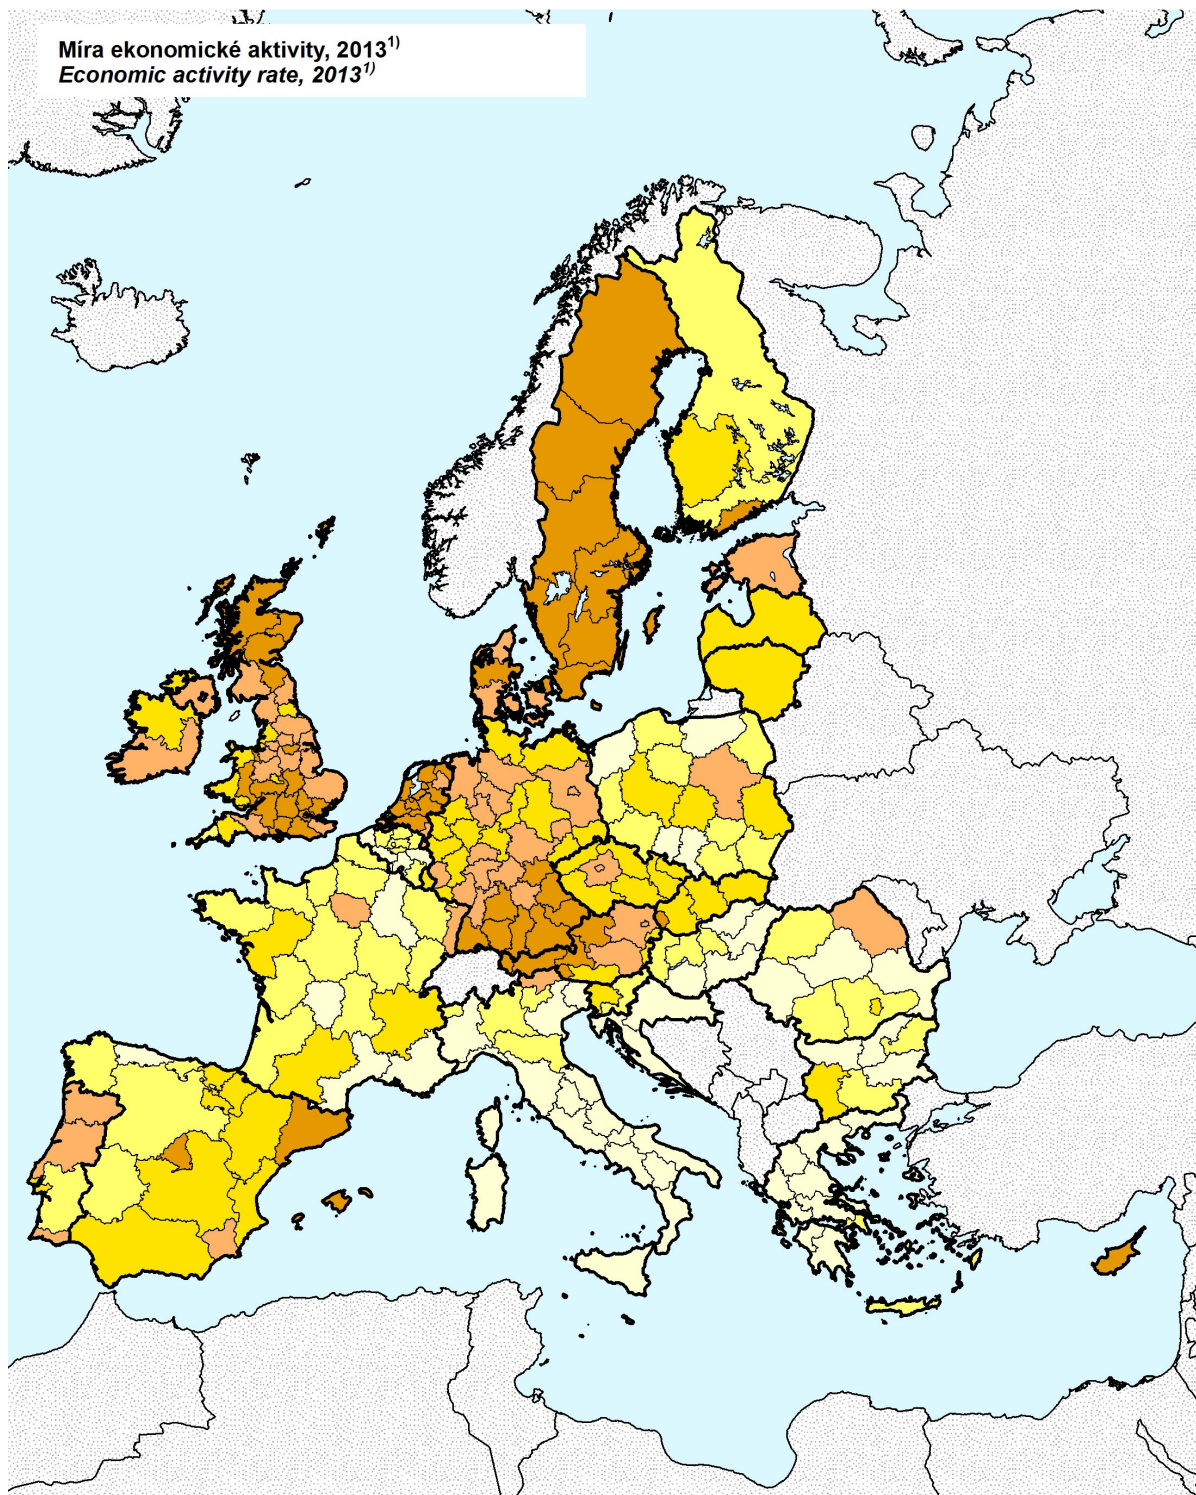 Míra ekonomické aktivity, 2013¹⁾
Economic activity rate, 2013¹⁾